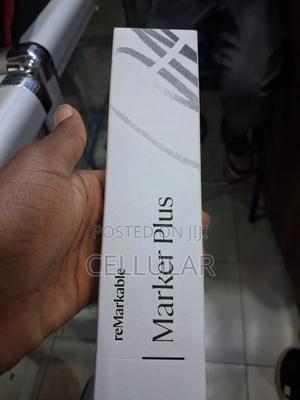 reMarkable
Marker Plus
POSTED ON JIJI
CELLULAR